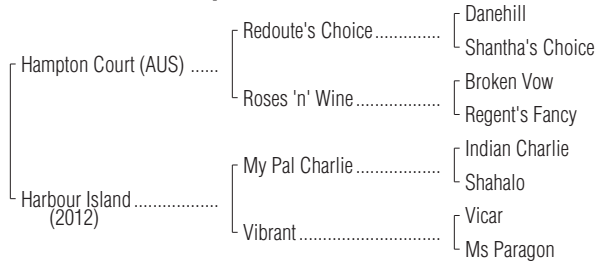 Danehill
Redoute's Choice..............
Shantha's Choice
Hampton Court (AUS) ......
Broken Vow
Roses 'n' Wine..................
Regent's Fancy
Indian Charlie
My Pal Charlie ..................
Shahalo
Harbour Island ..................
(2012)
Vicar
Vibrant..............................
Ms Paragon